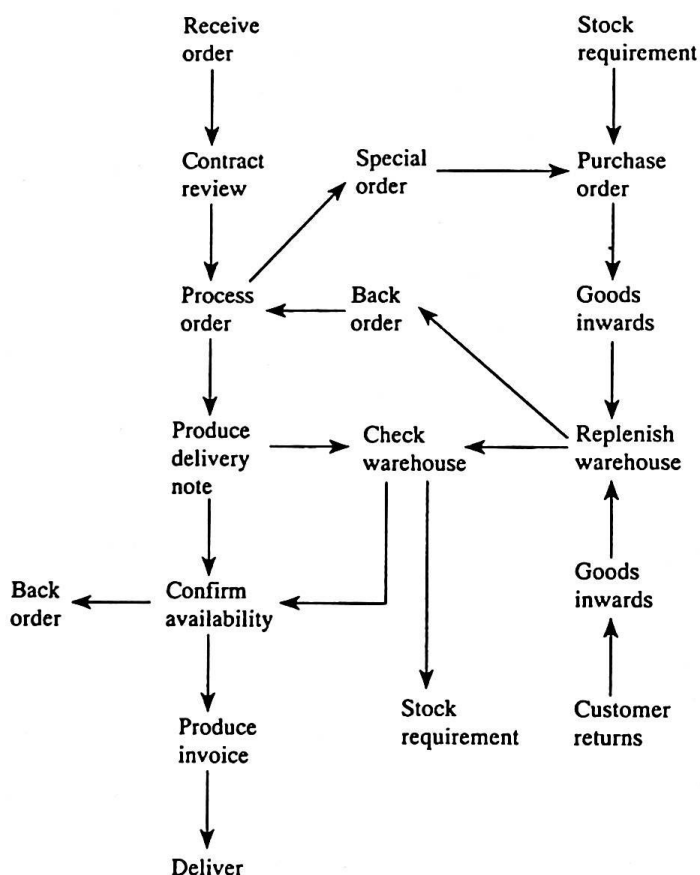 Receive
order
Stock
requirement
Contract
review
Special
order
Purchase
order
Process
order
Back
order
Goods
inwards
Produce
delivery
note
Check
warehouse
Replenish
warehouse
Back
order
Confirm
availability
Goods
inwards
Produce
invoice
Stock
requirement
Customer
returns
Deliver